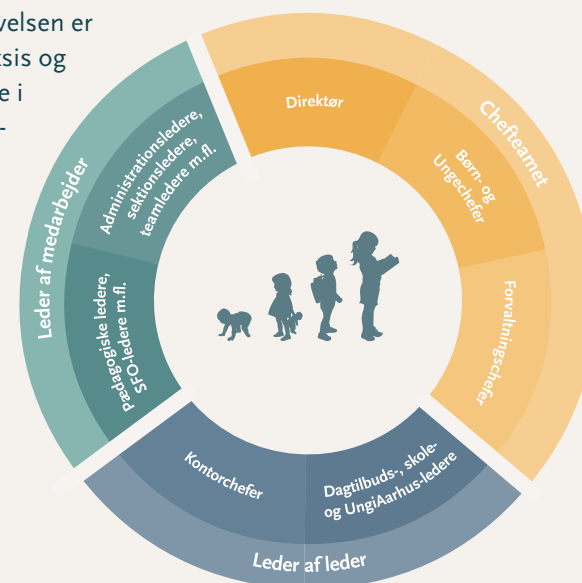 velsen er
sis og
e i
-
Direktør
Chefteamet
Børn- og
Ungechefer
Forvaltningschefer
Dagtilbuds-, skole-
og UngiAarhus-ledere
Kontorchefer
Leder af leder
Pædagogiske ledere,
SFO-ledere m.fl.
Leder af medarbejder
Administrationsledere,
sektionsledere,
teamledere m.fl.